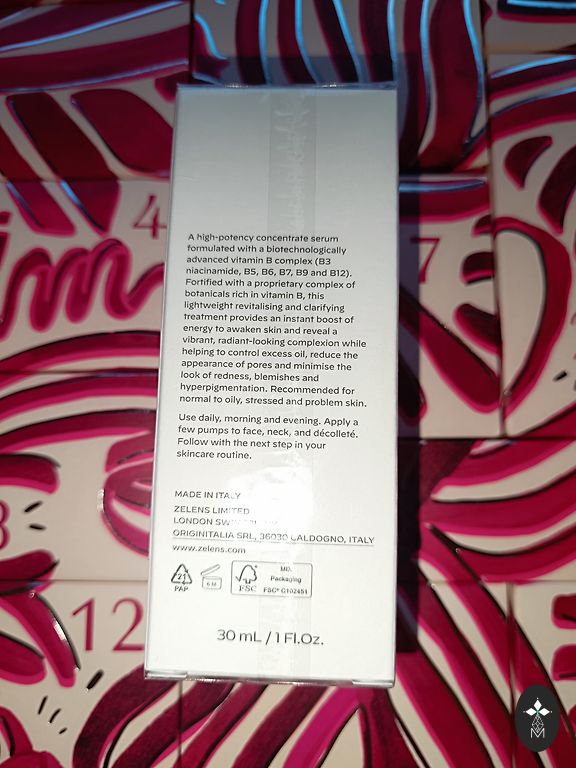 4
7
A high-potency concentrate serum
formulated with a biotechnologically
advanced vitamin B complex (B3
niacinamide, B5, B6, B7, B9 and B12).
Fortified with a proprietary complex of
botanicals rich in vitamin B, this
lightweight revitalising and clarifying
treatment provides an instant boost of
energy to awaken skin and reveal a
vibrant, radiant-looking complexion while
helping to control excess oil, reduce the
appearance of pores and minimise the
look of redness, blemishes and
hyperpigmentation. Recommended for
normal to oily, stressed and problem skin.
Use daily, morning and evening. Apply a
few pumps to face, neck, and décolleté.
Follow with the next step in your
skincare routine.
MADE IN ITALY
ZELENS LIMITED
LONDON
ORIGINITALIA SRL, 36030 CALDOGNO, ITALY
www.zelens.com
21
PAP
6 M
FSC
MIX
Packaging
FSC® C102451
30 mL / 1 Fl.Oz.
12
M